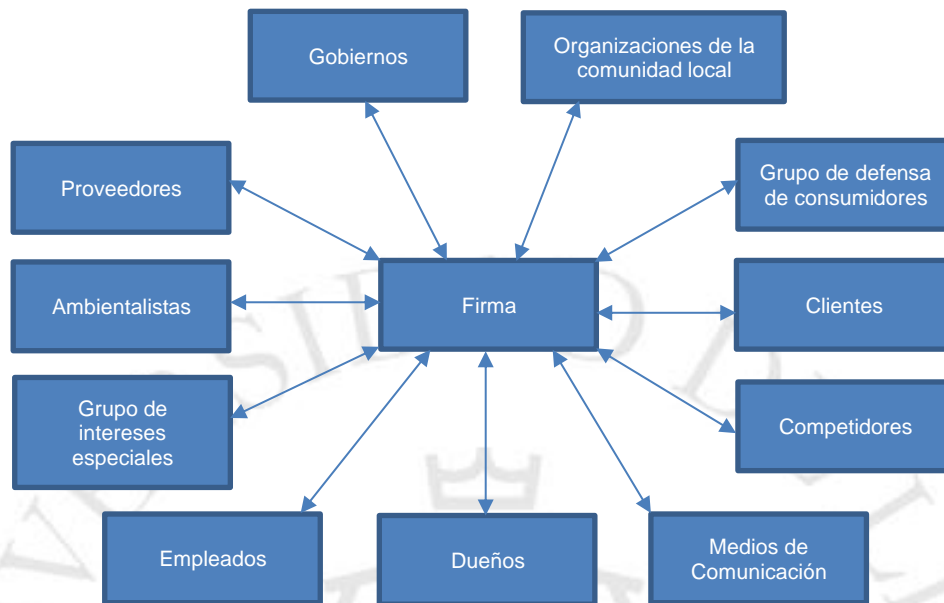 Gobiernos
Organizaciones de la
comunidad local
Proveedores
Grupo de defensa
de consumidores
Ambientalistas
Firma
Clientes
Grupo de
intereses
especiales
Competidores
Empleados
Dueños
Medios de
Comunicación